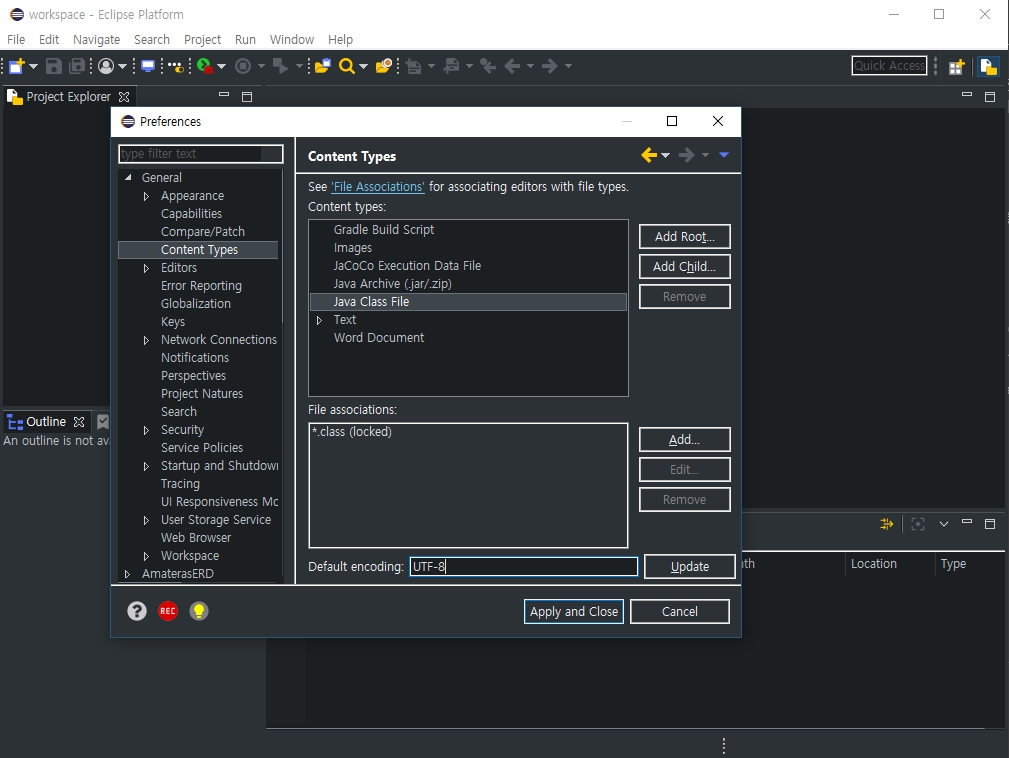 workspace - Eclipse Platform
File Edit Navigate Search Project Run Window Help
Quick Access
Project Explorer
Preferences
type filter text
General
Appearance
Capabilities
Compare/Patch
Content Types
Editors
Error Reporting
Globalization
Keys
Network Connections
Notifications
Perspectives
Project Natures
Search
Security
Service Policies
Startup and Shutdown
Tracing
UI Responsiveness Mo
User Storage Service
Web Browser
Workspace
AmaterasERD
Content Types
See 'File Associations' for associating editors with file types.
Content types:
Gradle Build Script
Images
JaCoCo Execution Data File
Java Archive (.jar/.zip)
Java Class File
Text
Word Document
Add Root...
Add Child...
Remove
File associations:
*.class (locked)
Add...
Edit...
Remove
Default encoding: UTF-8 Update
? REC
Apply and Close Cancel
Outline
An outline is not av
th Location Type